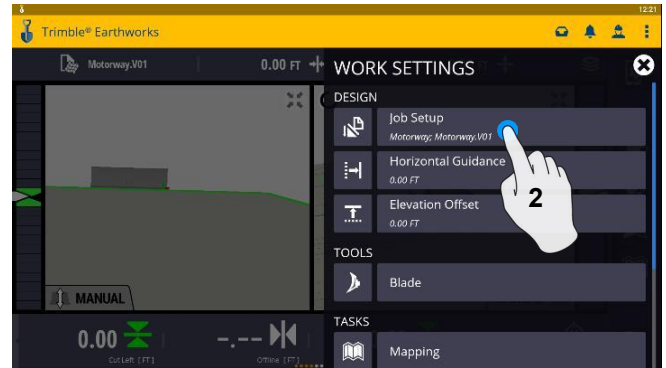 12:21
Trimble® Earthworks
Motorway.V01
0.00 FT
WORK SETTINGS
DESIGN
Job Setup
Motorway; Motorway.V01
Horizontal Guidance
0.00 FT
Elevation Offset
0.00 FT
2
TOOLS
Blade
MANUAL
TASKS
0.00
-.--
Mapping
Cut Left [FT]
Offline [FT]